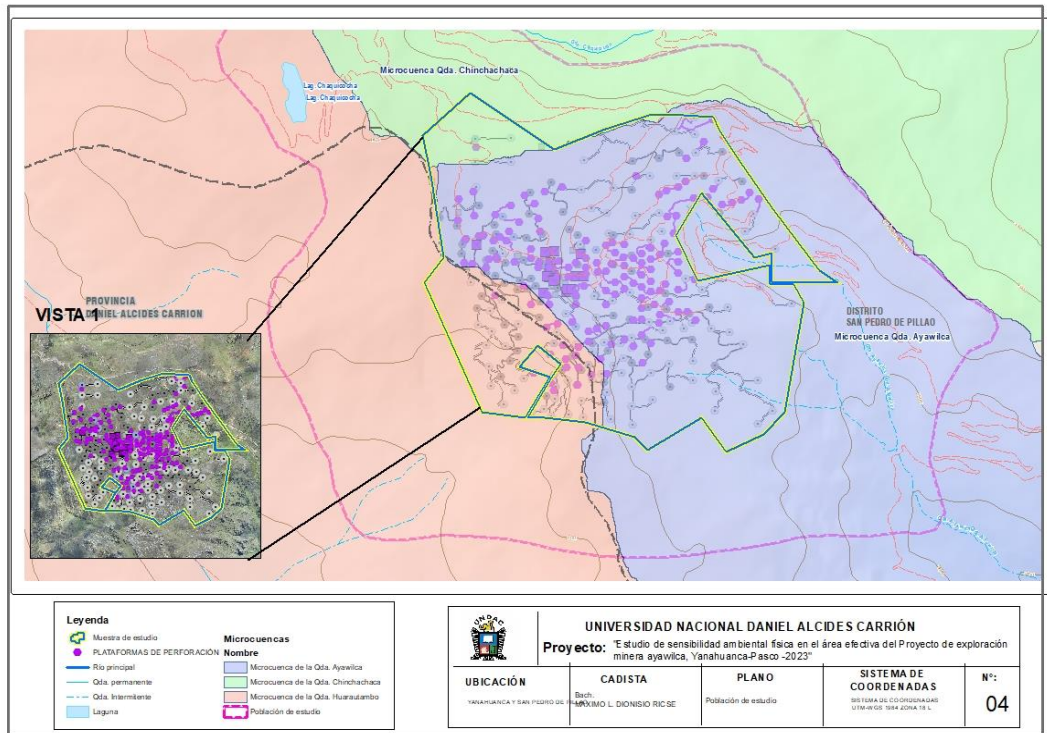 Microcuenca Qda. Chinchachaca
Lag. Chaquicocha
Lag. Chaquicocha
PROVINCIA
DANIEL ALCIDES CARRION
VISTA 1
DISTRITO
SAN PEDRO DE PILLAO
Microcuenca Qda. Ayawilca
Leyenda
Muestra de estudio
PLATAFORMAS DE PERFORACIÓN
Río principal
Qda. permanente
Qda. Intermitente
Laguna
Microcuencas
Nombre
Microcuenca de la Qda. Ayawilca
Microcuenca de la Qda. Chinchachaca
Microcuenca de la Qda. Huarautambo
Población de estudio
UNDAC
UNIVERSIDAD NACIONAL DANIEL ALCIDES CARRIÓN
Proyecto: "Estudio de sensibilidad ambiental física en el área efectiva del Proyecto de exploración
minera ayawilca, Yanahuanca-Pasco -2023"
UBICACIÓN
YANAHUANCA Y SAN PEDRO DE PILLAO
CADISTA
Bach.
MAXIMO L. DIONISIO RICSE
PLANO
Población de estudio
SISTEMA DE
COORDENADAS
SISTEMA DE COORDENADAS
UTM-WGS 1984 ZONA 18 L
N°:
04